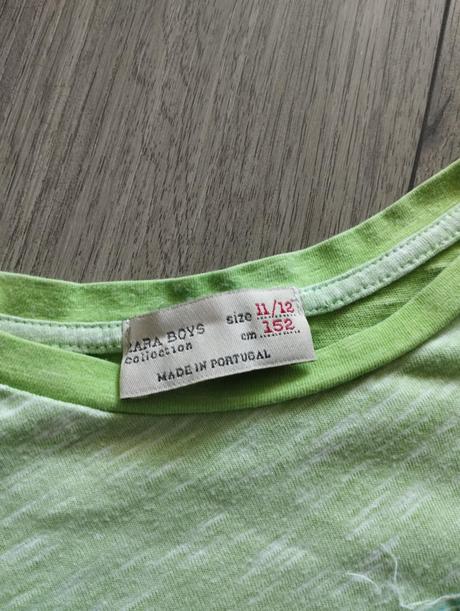 ZARA BOYS size 11/12
collection cm 152
MADE IN PORTUGAL